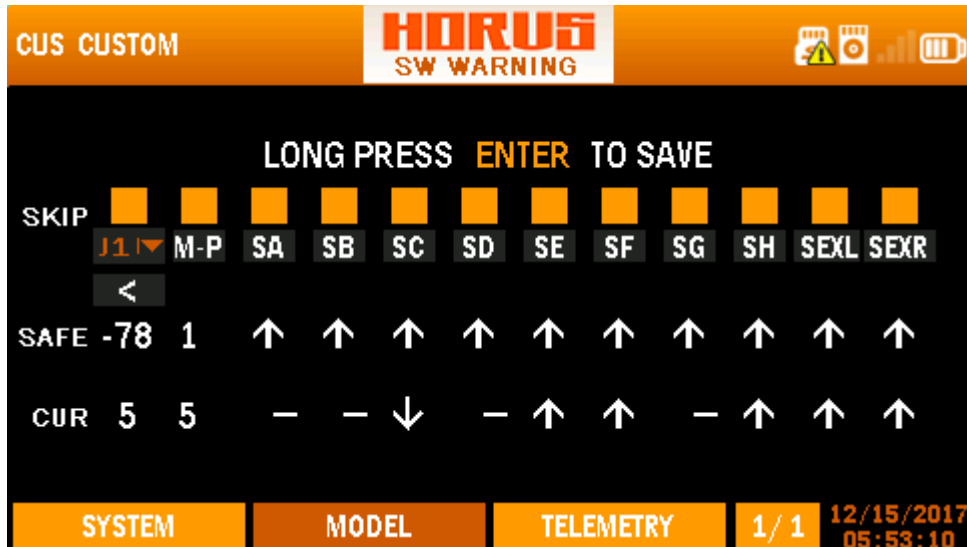 CUS CUSTOM
HORUS
SW WARNING
LONG PRESS ENTER TO SAVE
SKIP
J1 M-P SA SB SC SD SE SF SG SH SEXL SEXR
<
SAFE -78 1 ↑ ↑ ↑ ↑ ↑ ↑ ↑ ↑ ↑ ↑
CUR 5 5 – – ↓ – ↑ ↑ – ↑ ↑ ↑
SYSTEM MODEL TELEMETRY 1/1 12/15/2017
05:53:10